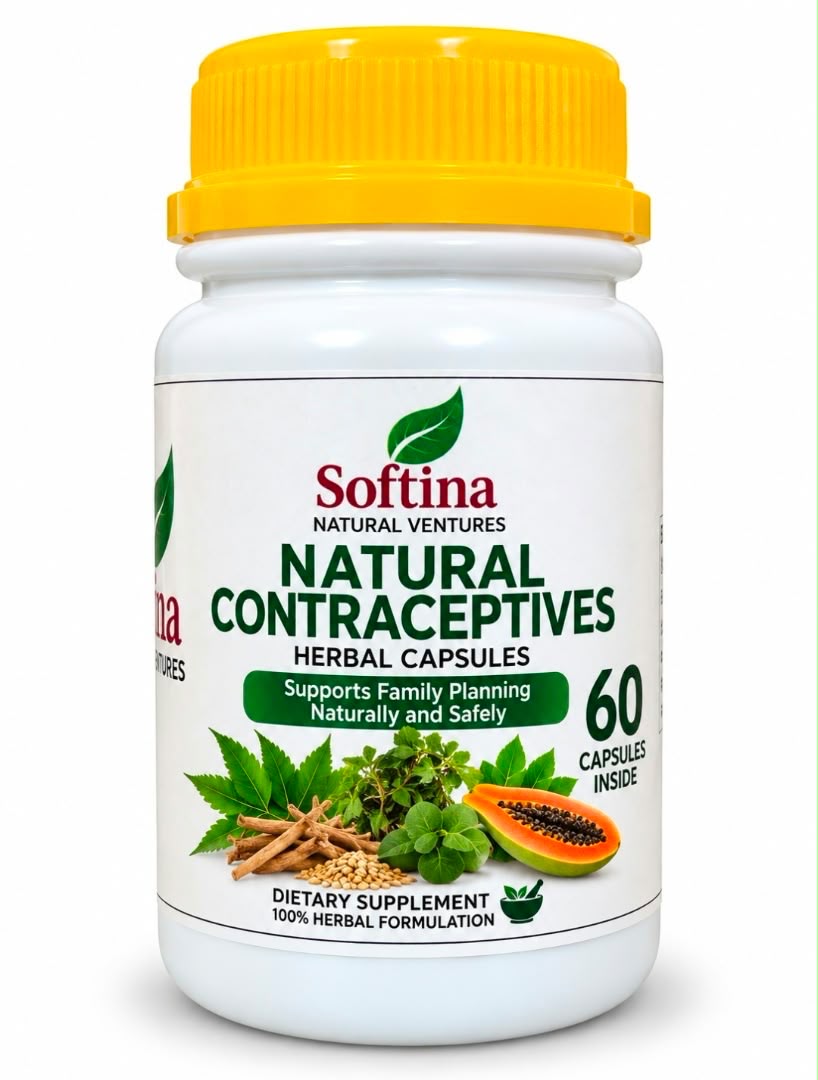 Softina
NATURAL VENTURES
NATURAL
CONTRACEPTIVES
HERBAL CAPSULES
Supports Family Planning
Naturally and Safely
60
CAPSULES
INSIDE
DIETARY SUPPLEMENT
100% HERBAL FORMULATION